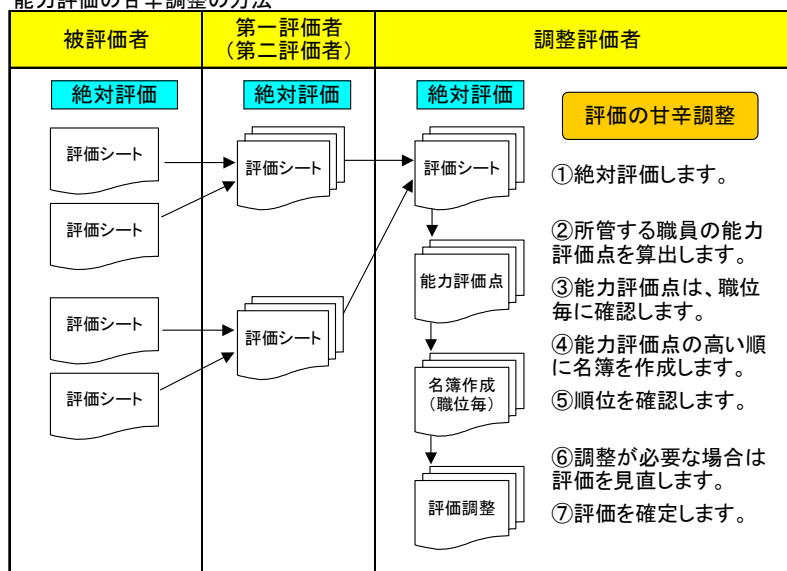 能力評価の甘辛調整の方法
被評価者
第一評価者
（第二評価者）
調整評価者
絶対評価
絶対評価
絶対評価
評価の甘辛調整
評価シート
評価シート
評価シート
評価シート
評価シート
評価シート
評価シート
能力評価点
名簿作成
（職位毎）
評価調整
①絶対評価します。
②所管する職員の能力
評価点を算出します。
③能力評価点は、職位
毎に確認します。
④能力評価点の高い順
に名簿を作成します。
⑤順位を確認します。
⑥調整が必要な場合は
評価を見直します。
⑦評価を確定します。